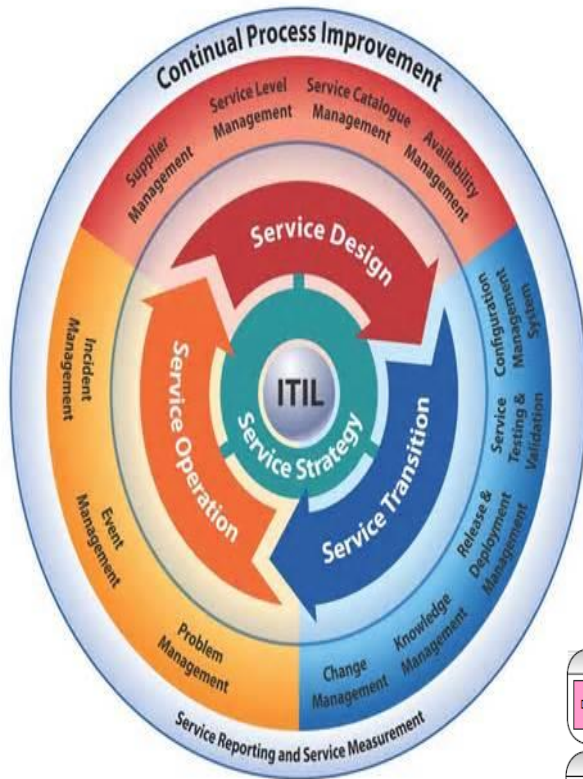 Continual Process Improvement
Supplier
Management
Service Level
Management
Service Catalogue
Management
Availability
Management
Configuration
Management
System
Service
Testing &
Validation
Release &
Deployment
Management
Knowledge
Management
Change
Management
Problem
Management
Event
Management
Incident
Management
Service Design
Service Transition
Service Operation
Service Strategy
ITIL
Service Reporting and Service Measurement